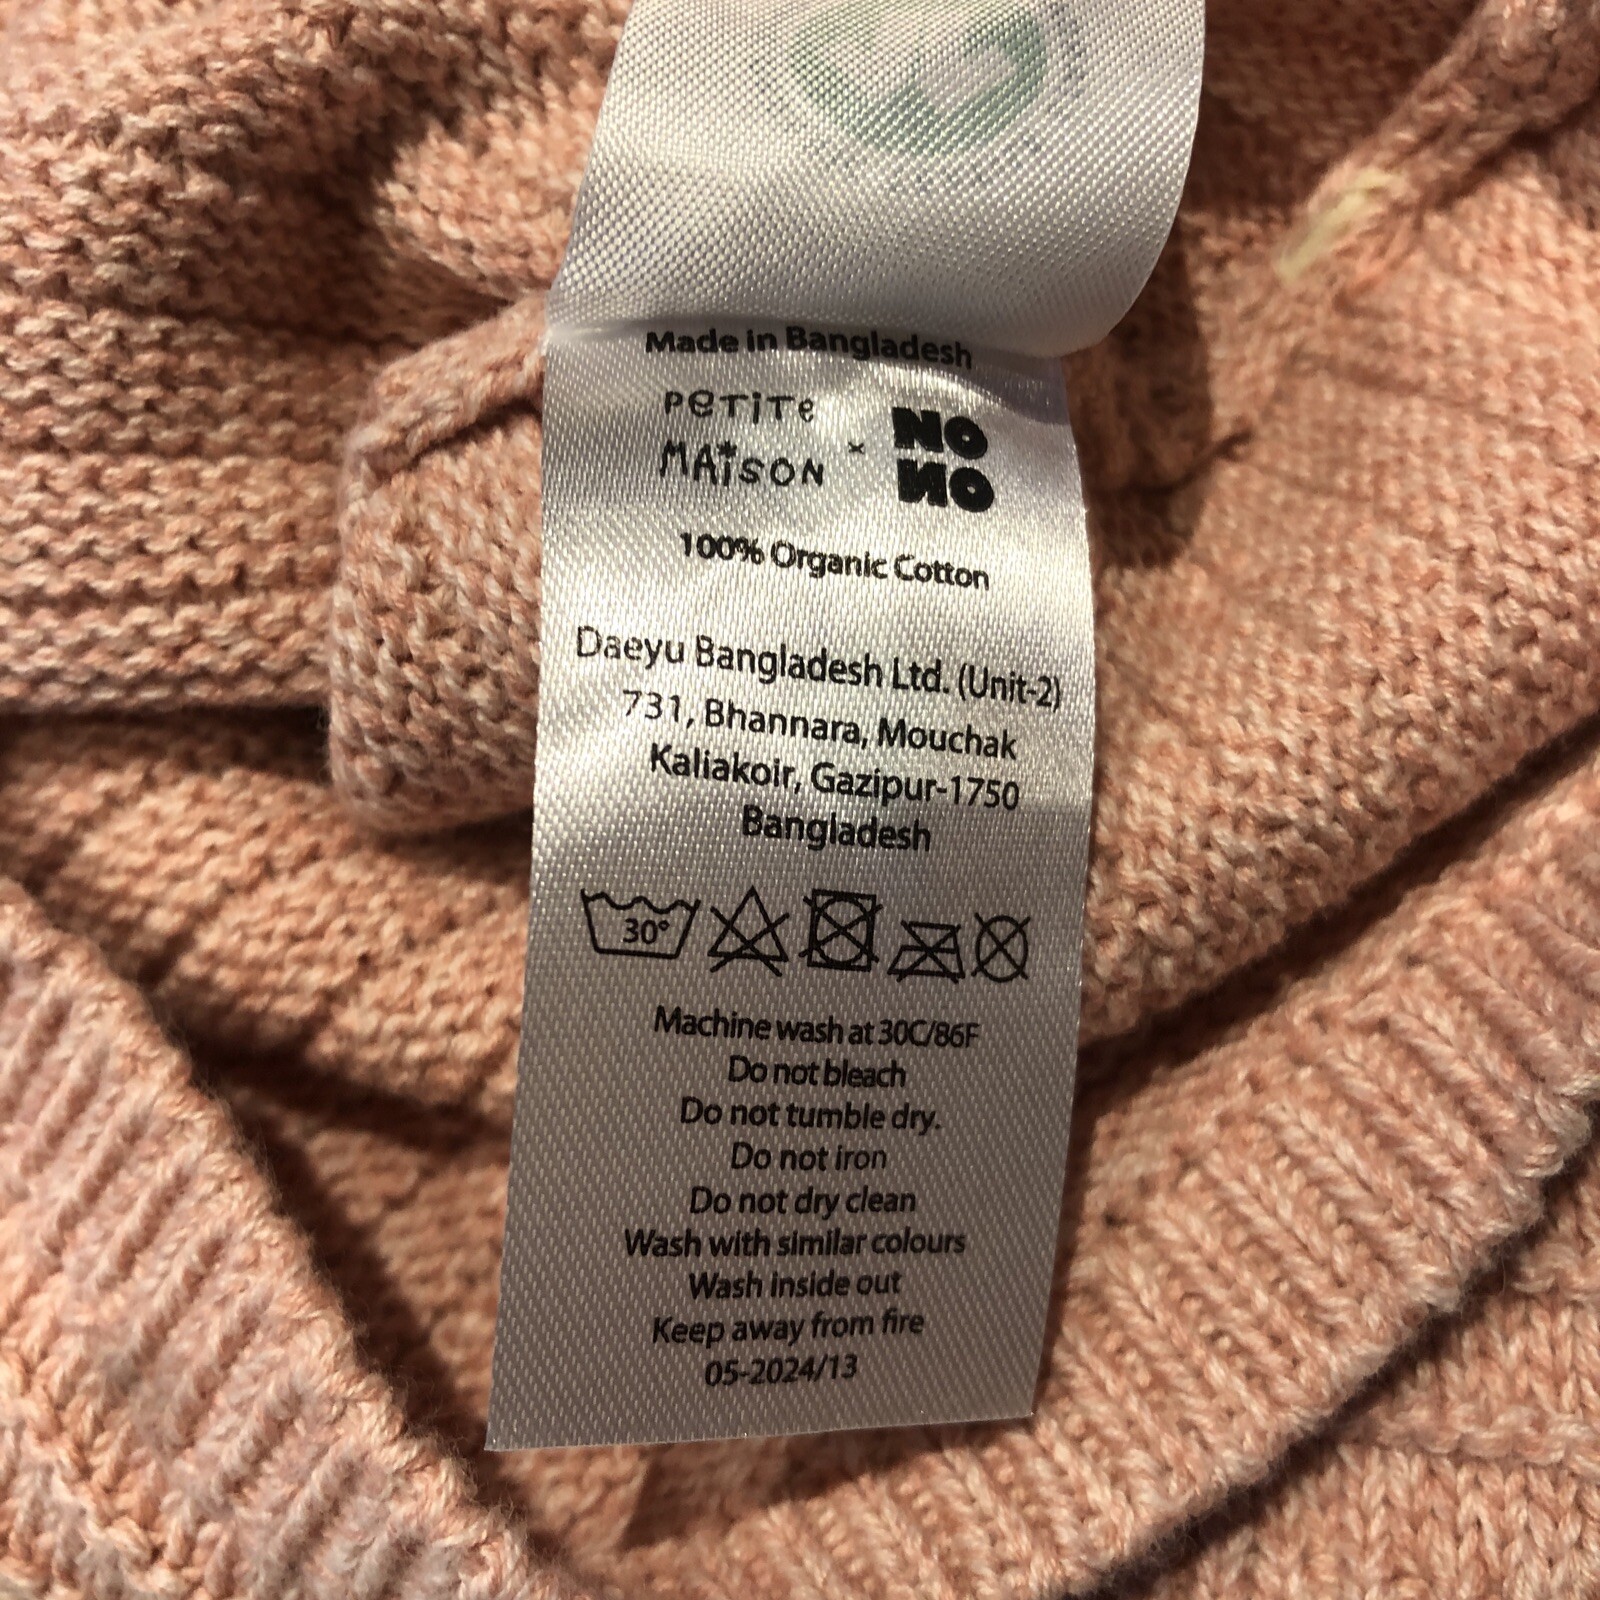 Made in Bangladesh
PETITE MAISON × NO NO
100% Organic Cotton
Daeyu Bangladesh Ltd. (Unit-2)
731, Bhannara, Mouchak
Kaliakoir, Gazipur-1750
Bangladesh
30°
Machine wash at 30C/86F
Do not bleach
Do not tumble dry.
Do not iron
Do not dry clean
Wash with similar colours
Wash inside out
Keep away from fire
05-2024/13